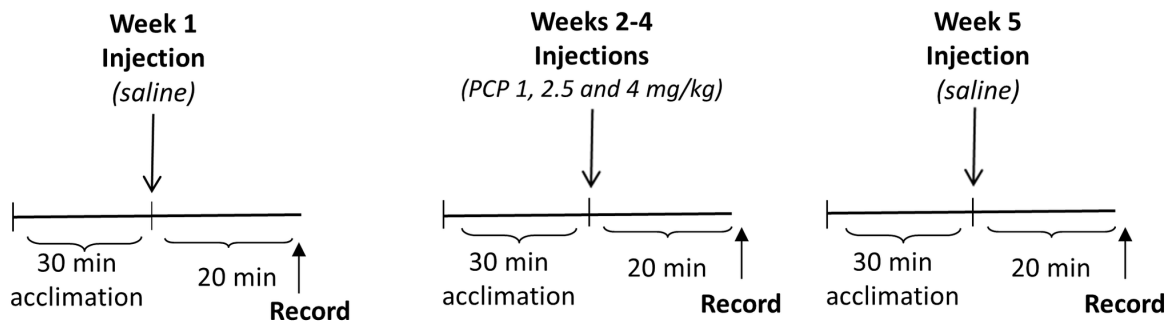 Week 1
Injection
(saline)
30 min
acclimation
20 min
Record
Weeks 2-4
Injections
(PCP 1, 2.5 and 4 mg/kg)
30 min
acclimation
20 min
Record
Week 5
Injection
(saline)
30 min
acclimation
20 min
Record